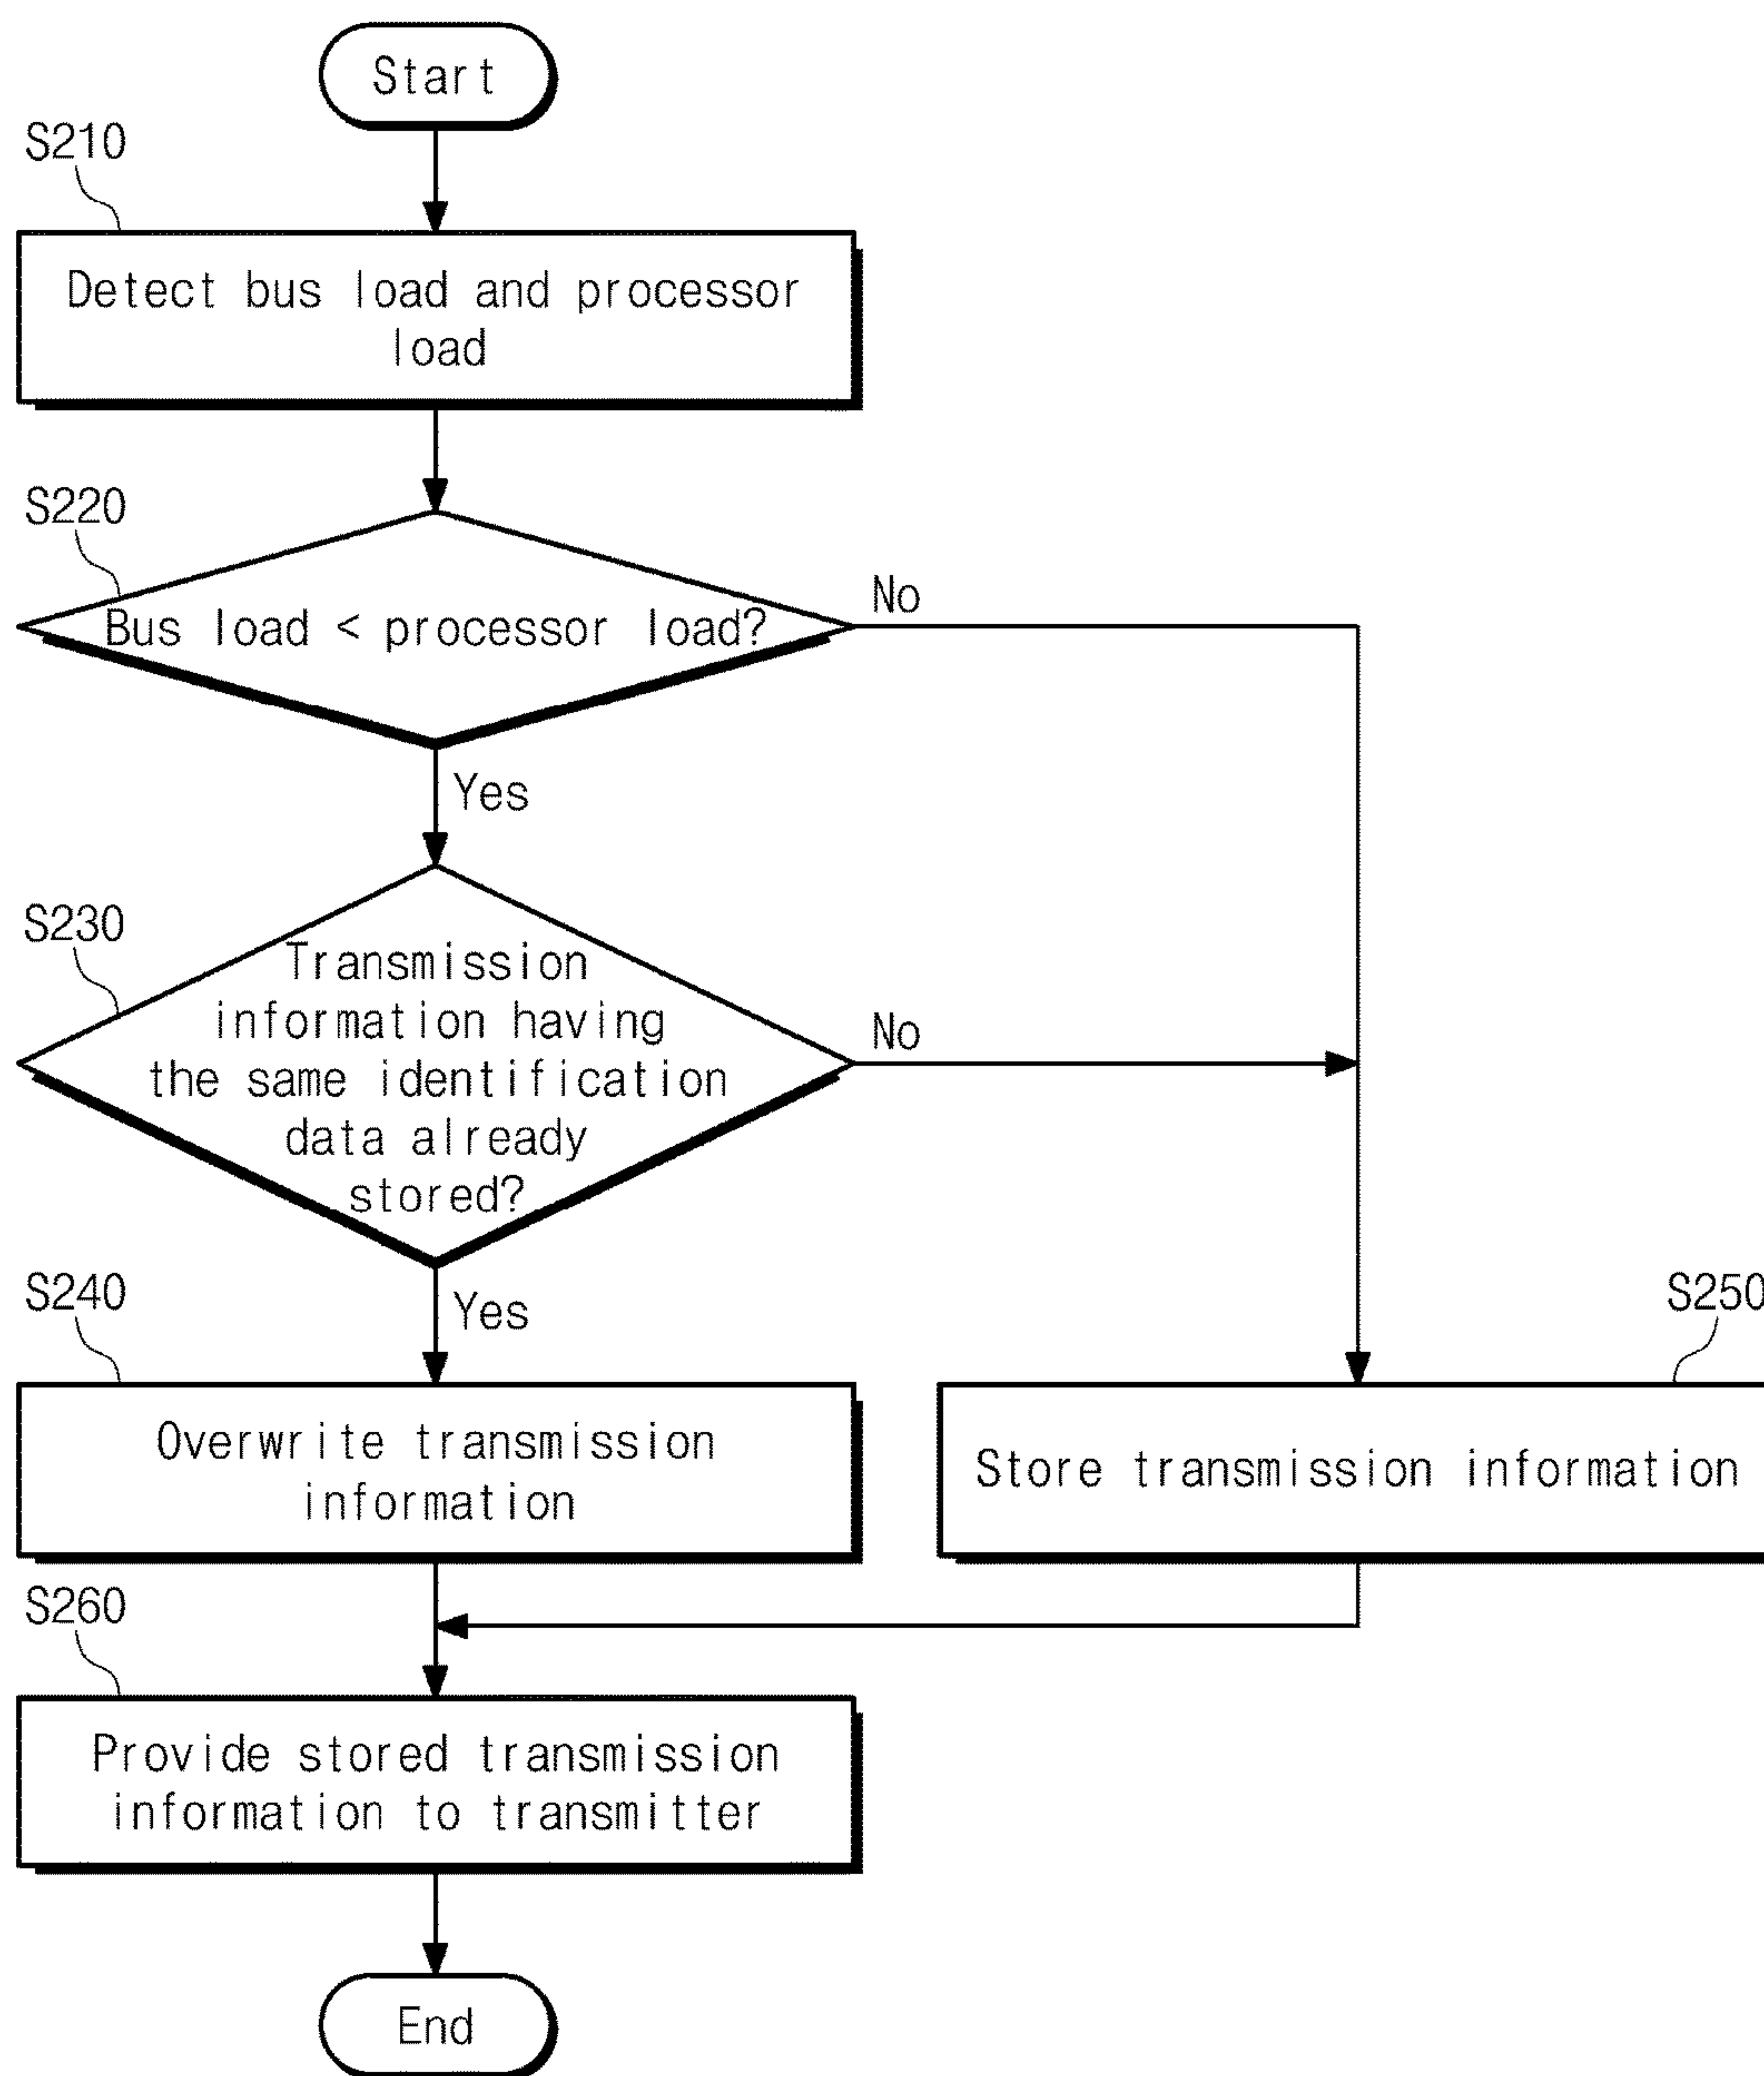 Start
S210
Detect bus load and processor
load
S220
Bus load < processor load?
No
Yes
S230
Transmission
information having
the same identification
data already
stored?
No
Yes
S240
Overwrite transmission
information
S250
Store transmission information
S260
Provide stored transmission
information to transmitter
End